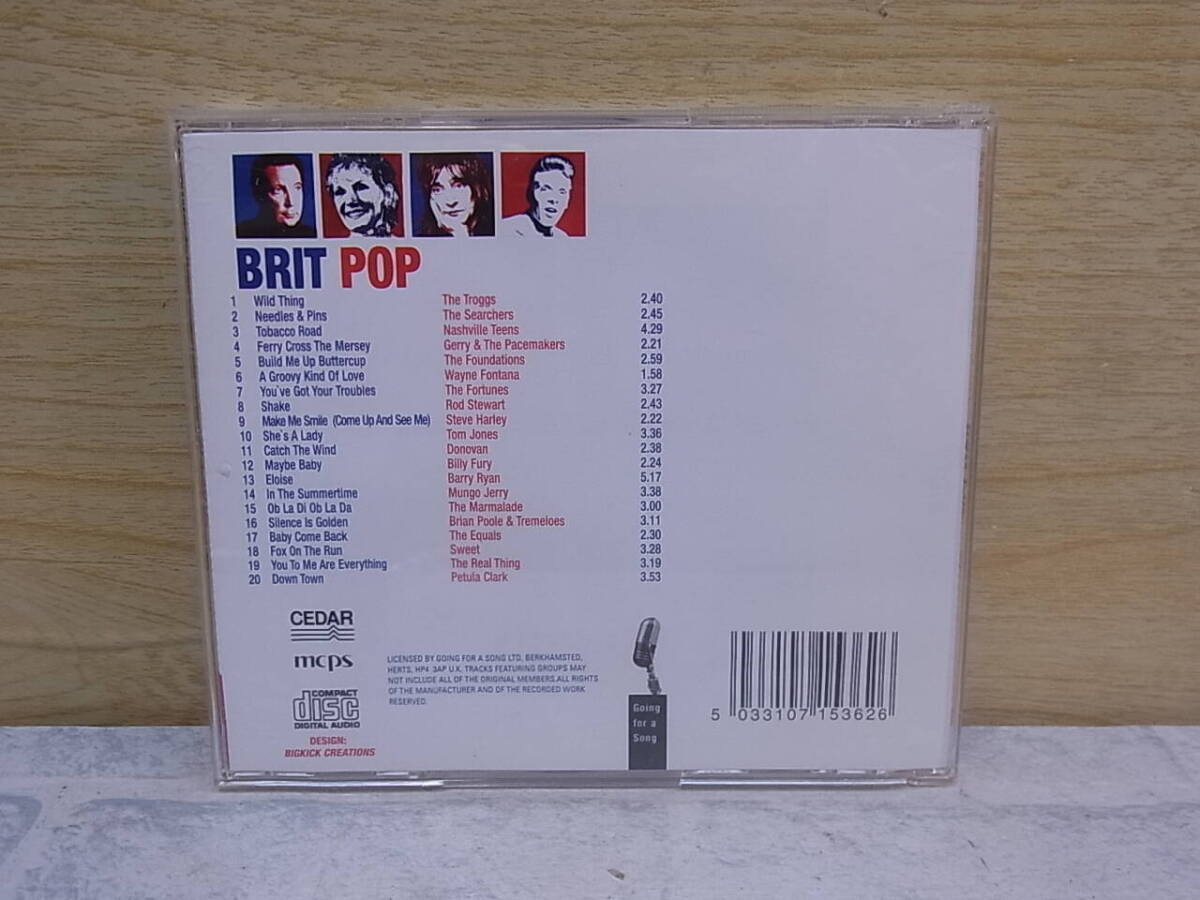 BRIT POP
1 Wild Thing The Troggs 2.40
2 Needles & Pins The Searchers 2.45
3 Tobacco Road Nashville Teens 4.29
4 Ferry Cross The Mersey Gerry & The Pacemakers 2.21
5 Build Me Up Buttercup The Foundations 2.59
6 A Groovy Kind Of Love Wayne Fontana 1.58
7 You've Got Your Troubles The Fortunes 3.27
8 Shake Rod Stewart 2.43
9 Make Me Smile (Come Up And See Me) Steve Harley 2.22
10 She's A Lady Tom Jones 3.36
11 Catch The Wind Donovan 2.38
12 Maybe Baby Billy Fury 2.24
13 Eloise Barry Ryan 5.17
14 In The Summertime Mungo Jerry 3.38
15 Ob La Di Ob La Da The Marmalade 3.00
16 Silence Is Golden Brian Poole & Tremeloes 3.11
17 Baby Come Back The Equals 2.30
18 Fox On The Run Sweet 3.28
19 You To Me Are Everything The Real Thing 3.19
20 Down Town Petula Clark 3.53
CEDAR
mcps
COMPACT
disc
DIGITAL AUDIO
DESIGN:
BIGKICK CREATIONS
LICENSED BY GOING FOR A SONG LTD, BERKHAMSTED,
HERTS, HP4 3AP U.K. TRACKS FEATURING GROUPS MAY
NOT INCLUDE ALL OF THE ORIGINAL MEMBERS.ALL RIGHTS
OF THE MANUFACTURER AND OF THE RECORDED WORK
RESERVED.
Going
for a
Song
5 033107 153626